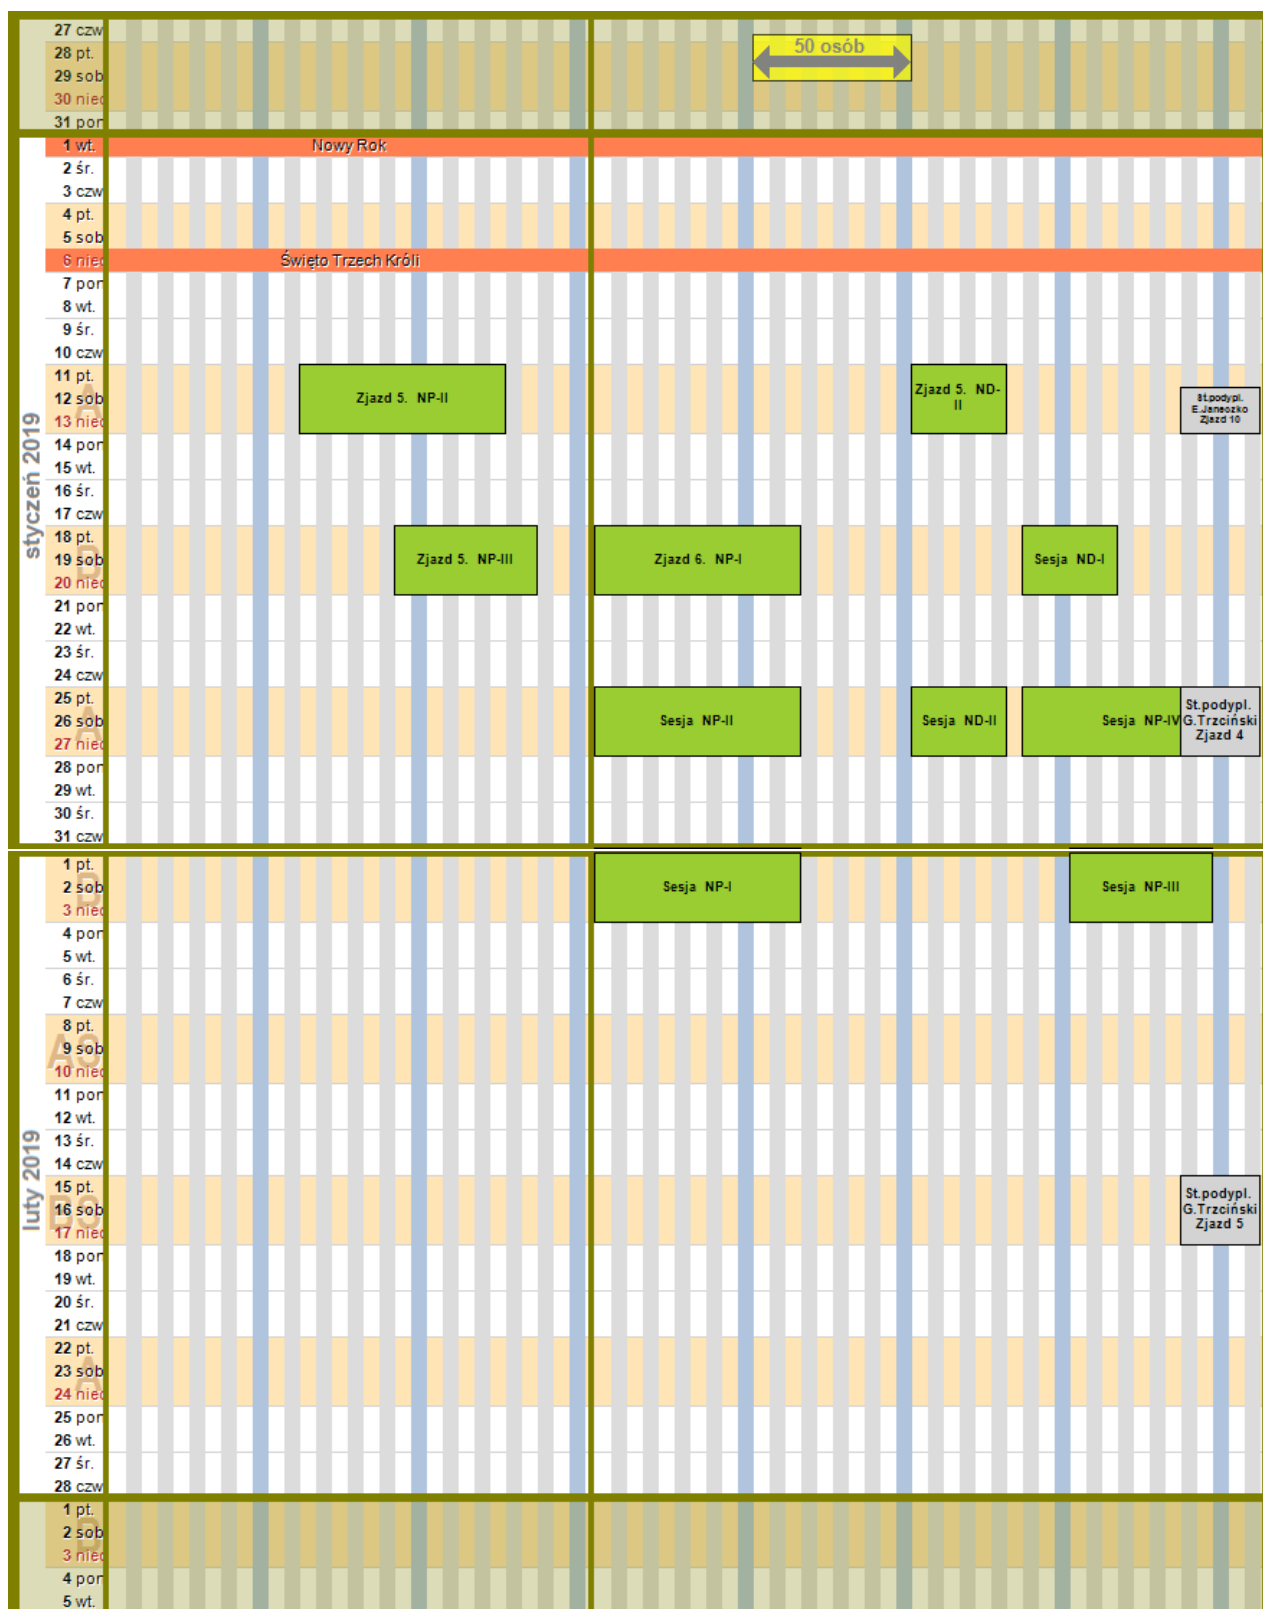 27 czw
28 pt.
50 osób
29 sob
30 nied
31 pon
1 wt.
Nowy Rok
2 śr.
3 czw
4 pt.
5 sob
6 nied
Święto Trzech Króli
7 pon
8 wt.
9 śr.
10 czw
11 pt.
12 sob
13 nied
A
Zjazd 5. NP-II
Zjazd 5. ND-
II
St.podypl.
E.Janeozko
Zjazd 10
14 pon
15 wt.
16 śr.
17 czw
styczeń 2019
18 pt.
19 sob
20 nied
B
Zjazd 5. NP-III
Zjazd 6. NP-I
Sesja ND-I
21 pon
22 wt.
23 śr.
24 czw
25 pt.
26 sob
27 nied
A
Sesja NP-II
Sesja ND-II
Sesja NP-IV
St.podypl.
G.Trzciński
Zjazd 4
28 pon
29 wt.
30 śr.
31 czw
1 pt.
2 sob
3 nied
B
Sesja NP-I
Sesja NP-III
4 pon
5 wt.
6 śr.
7 czw
8 pt.
9 sob
10 nied
AS
11 pon
12 wt.
13 śr.
14 czw
luty 2019
15 pt.
16 sob
17 nied
BS
St.podypl.
G.Trzciński
Zjazd 5
18 pon
19 wt.
20 śr.
21 czw
22 pt.
23 sob
24 nied
A
25 pon
26 wt.
27 śr.
28 czw
1 pt.
2 sob
3 nied
B
4 pon
5 wt.